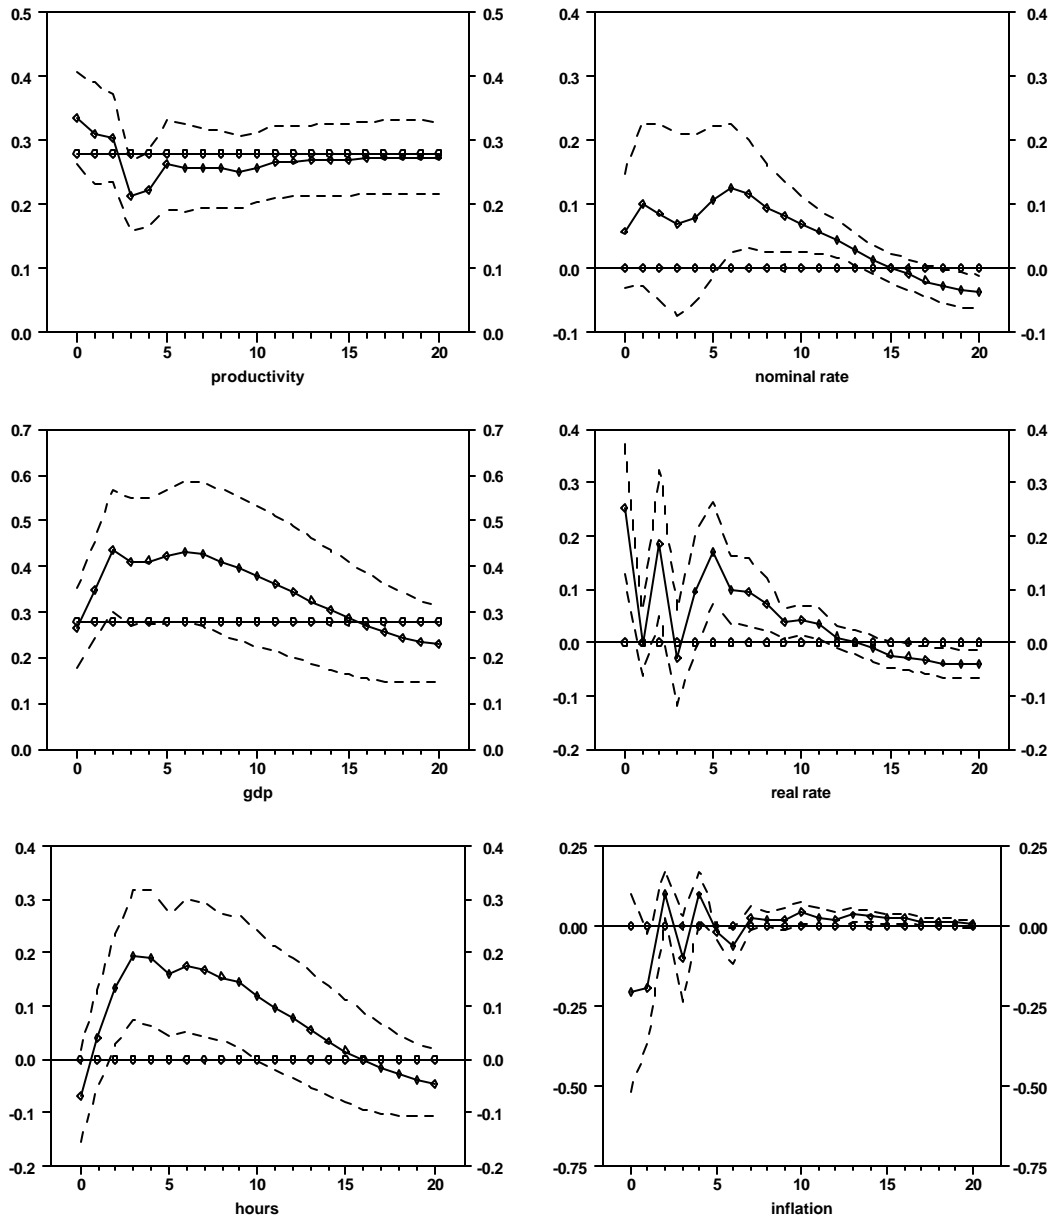 0.5 0.5 0.4 0.4
0.4 0.4 0.3 0.3
0.3 0.3 0.2 0.2
0.2 0.2 0.1 0.1
0.1 0.1 0.0 0.0
0.0 0.0 -0.1 -0.1
0 5 10 15 20 0 5 10 15 20
productivity nominal rate
0.7 0.7 0.4 0.4
0.6 0.6 0.3 0.3
0.5 0.5 0.2 0.2
0.4 0.4 0.1 0.1
0.3 0.3 0.0 0.0
0.2 0.2 -0.1 -0.1
0.1 0.1 -0.2 -0.2
0.0 0.0
0 5 10 15 20 0 5 10 15 20
gdp real rate
0.4 0.4 0.25 0.25
0.3 0.3 0.00 0.00
0.2 0.2 -0.25 -0.25
0.1 0.1 -0.50 -0.50
0.0 0.0 -0.75 -0.75
-0.1 -0.1
-0.2 -0.2
0 5 10 15 20 0 5 10 15 20
hours inflation